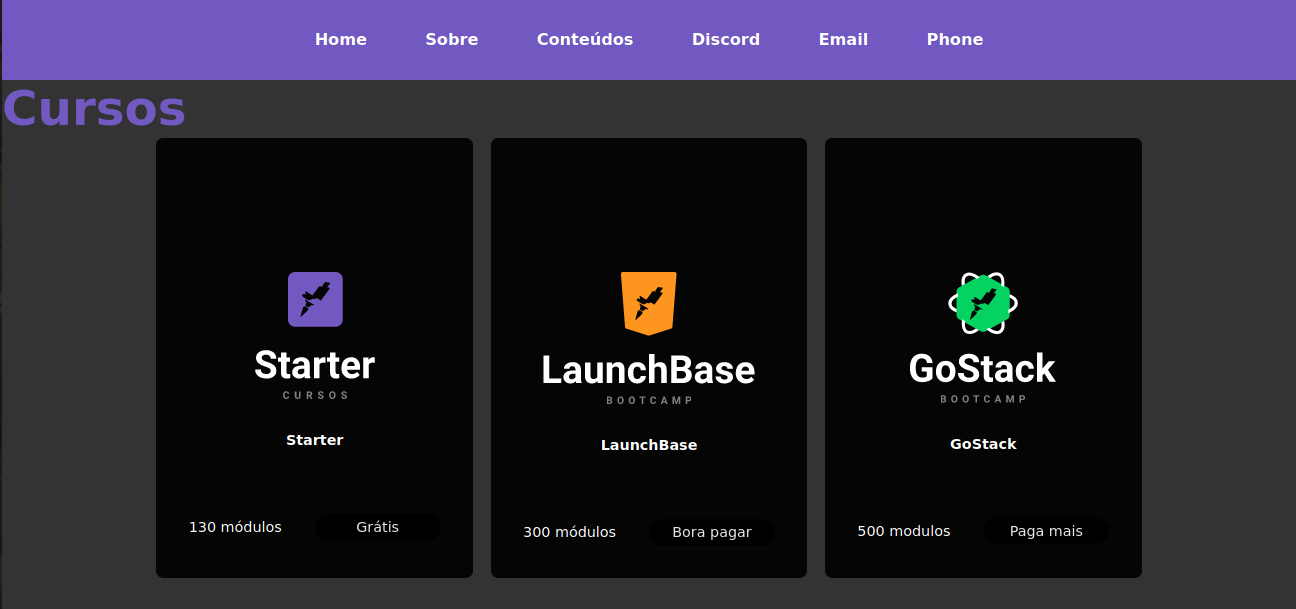 Home Sobre Conteúdos Discord Email Phone
Cursos
Starter
CURSOS
Starter
130 módulos Grátis
LaunchBase
BOOTCAMP
LaunchBase
300 módulos Bora pagar
GoStack
BOOTCAMP
GoStack
500 modulos Paga mais